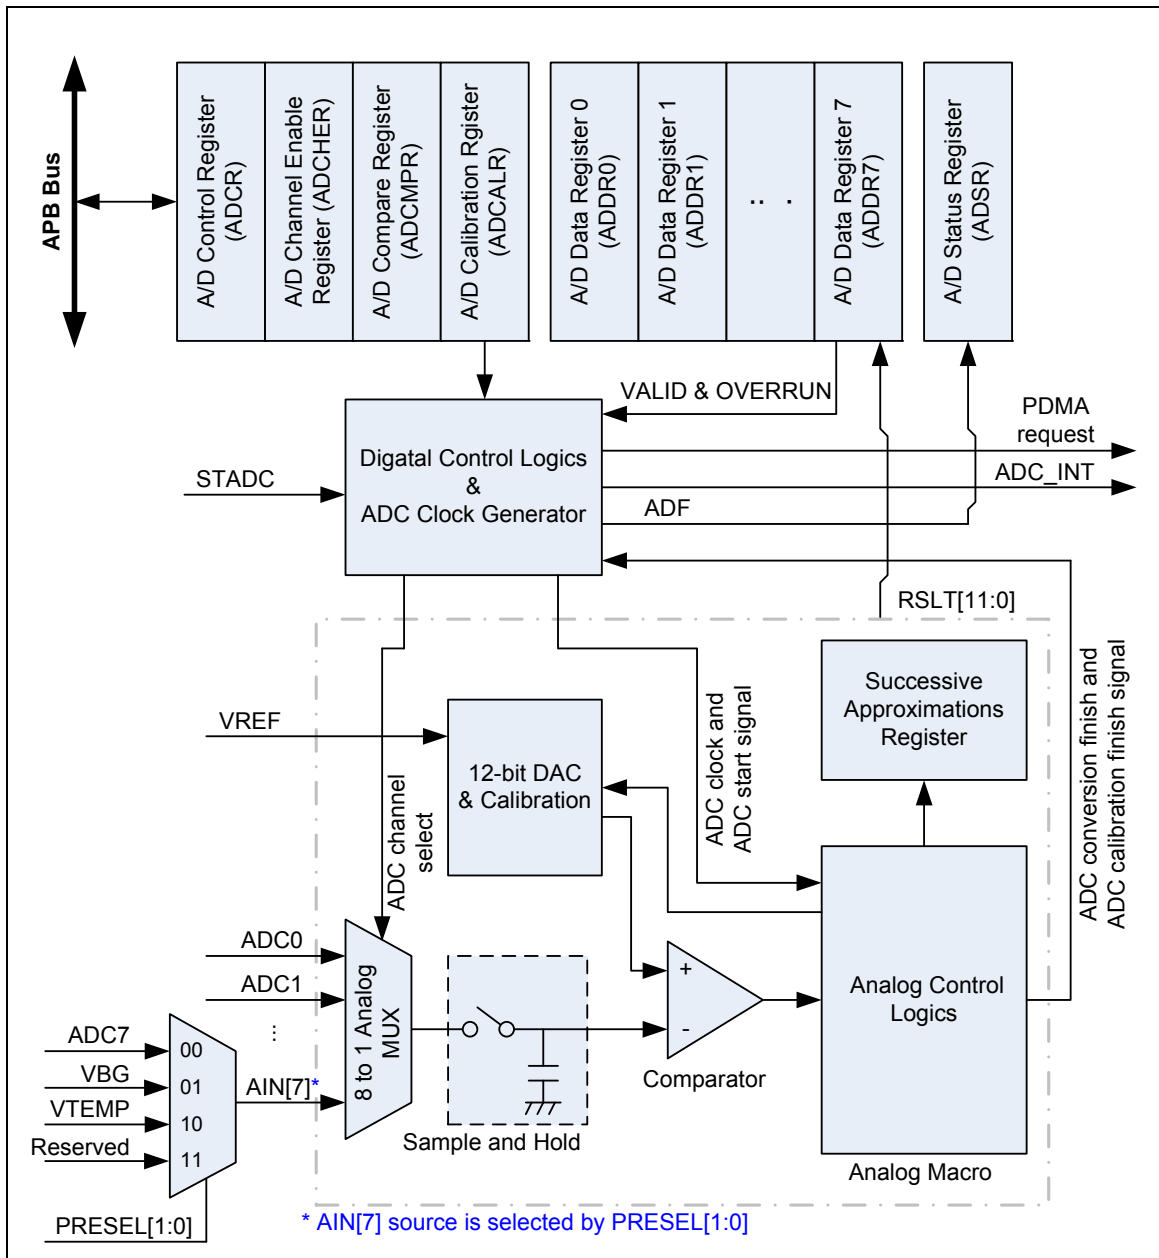 APB Bus
A/D Control Register
(ADCR)
A/D Channel Enable
Register (ADCHER)
A/D Compare Register
(ADCMPR)
A/D Calibration Rgister
(ADCALR)
A/D Data Register 0
(ADDR0)
A/D Data Register 1
(ADDR1)
.. .
A/D Data Register 7
(ADDR7)
A/D Status Register
(ADSR)
VALID & OVERRUN
PDMA
request
ADC_INT
ADF
STADC
Digatal Control Logics
&
ADC Clock Generator
RSLT[11:0]
Successive
Approximations
Register
VREF
12-bit DAC
& Calibration
ADC channel
select
ADC clock and
ADC start signal
ADC conversion finish and
ADC calibration finish signal
ADC0
ADC1
...
ADC7
VBG
VTEMP
Reserved
00
01
10
11
AIN[7]*
PRESEL[1:0]
8 to 1 Analog
MUX
Sample and Hold
+
-
Comparator
Analog Control
Logics
Analog Macro
* AIN[7] source is selected by PRESEL[1:0]